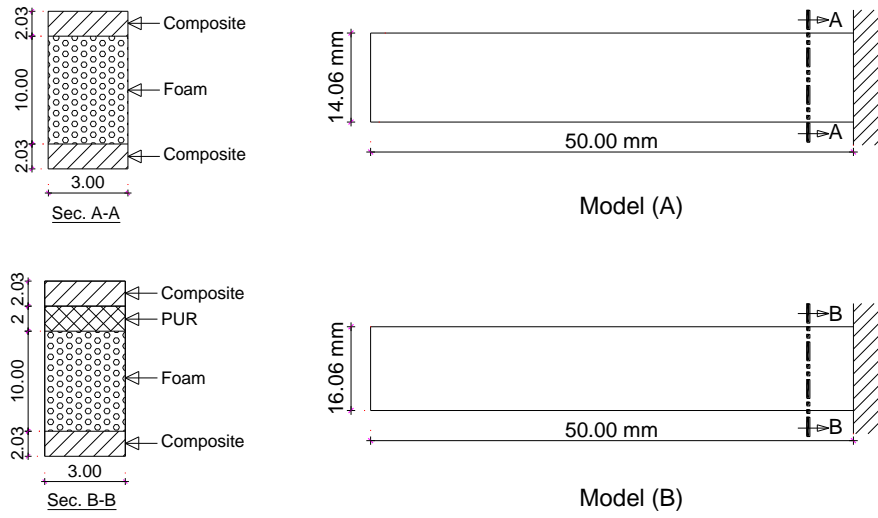 2.03
10.00
2.03
Composite
Foam
Composite
3.00
Sec. A-A
14.06 mm
50.00 mm
A
A
Model (A)
2.03
2
10.00
2.03
Composite
PUR
Foam
Composite
3.00
Sec. B-B
16.06 mm
50.00 mm
B
B
Model (B)